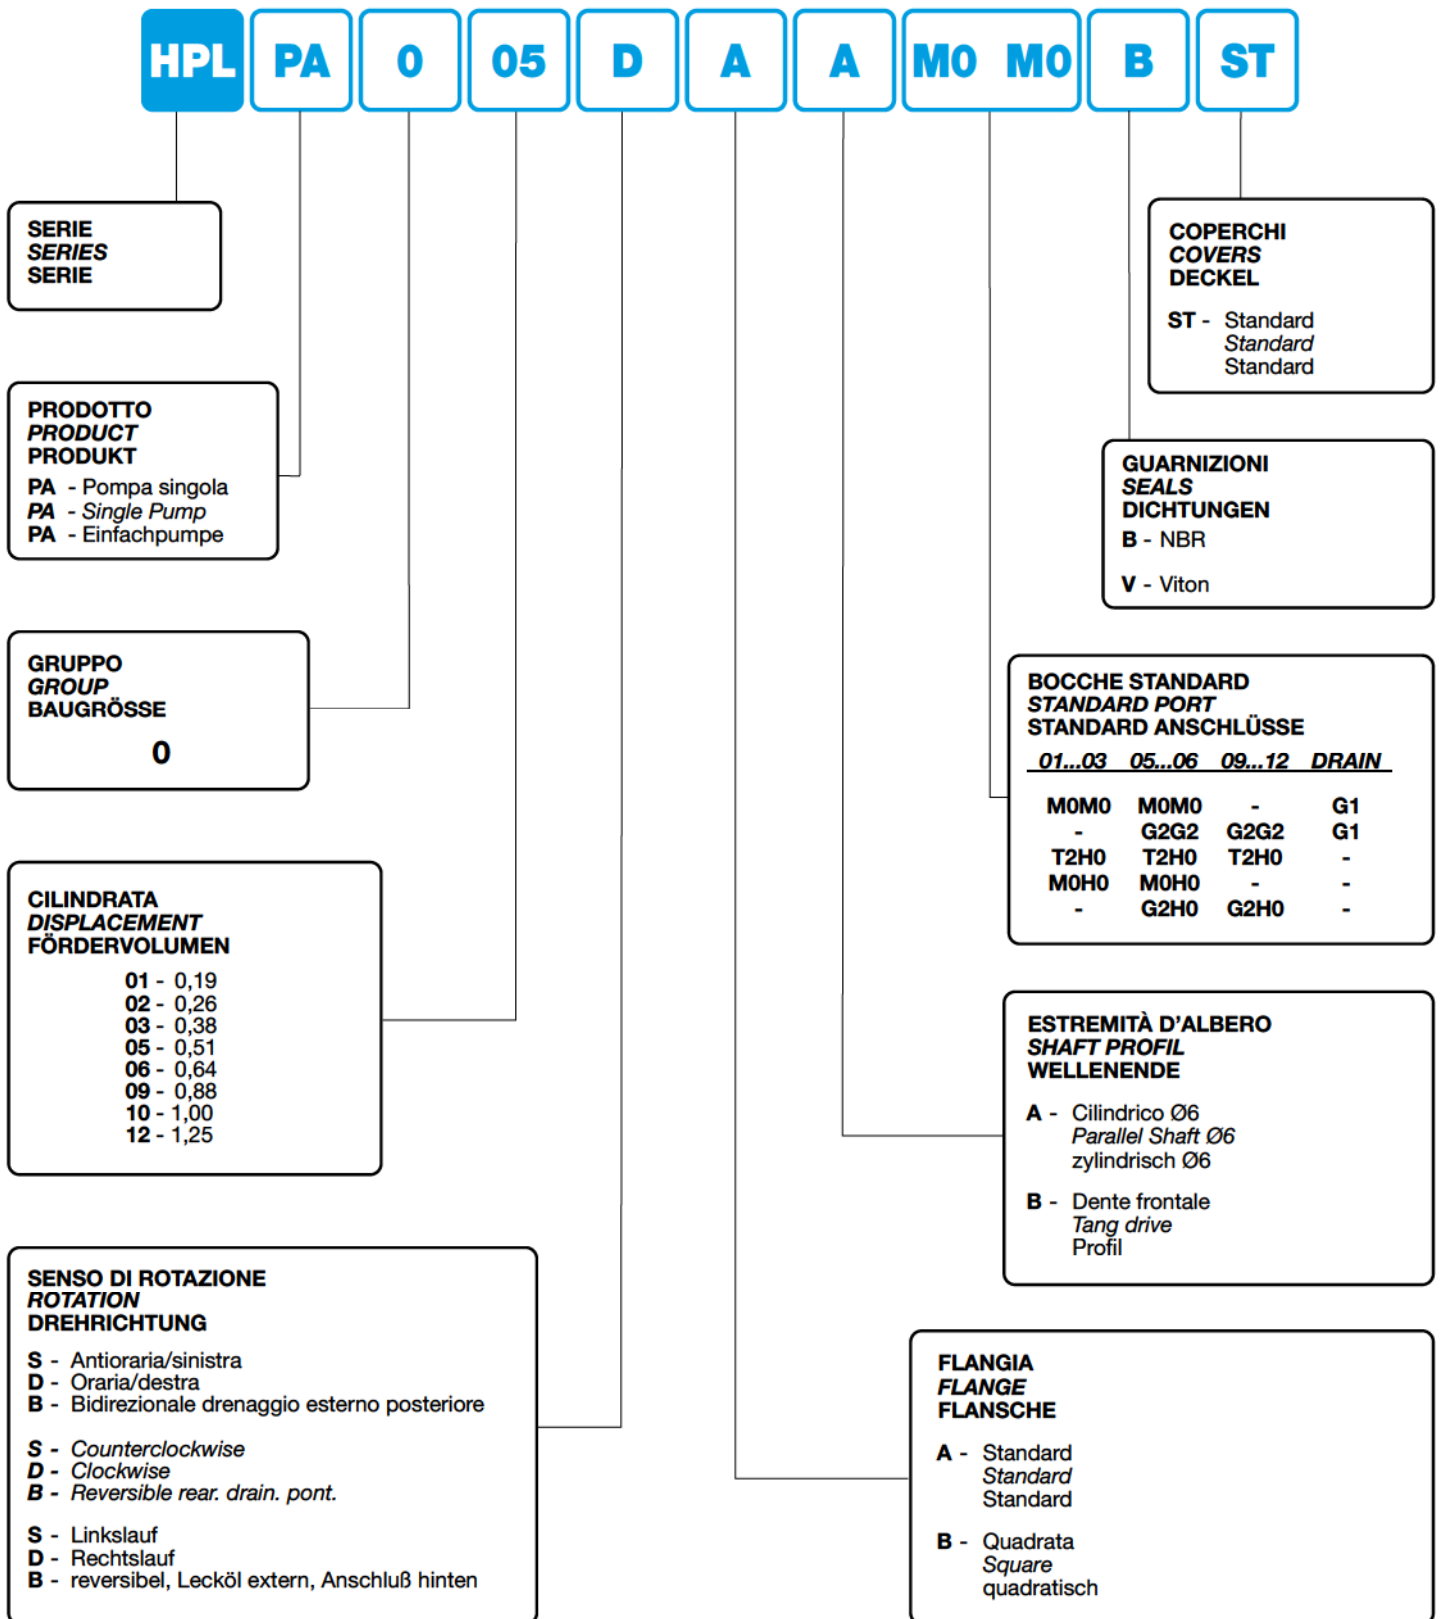 HPL PA 0 05 D A A M0 M0 B ST
SERIE
SERIES
SERIE
PRODOTTO
PRODUCT
PRODUKT
PA - Pompa singola
PA - Single Pump
PA - Einfachpumpe
GRUPPO
GROUP
BAUGRÖSSE
0
CILINDRATA
DISPLACEMENT
FÖRDERVOLUMEN
01 - 0,19
02 - 0,26
03 - 0,38
05 - 0,51
06 - 0,64
09 - 0,88
10 - 1,00
12 - 1,25
SENSO DI ROTAZIONE
ROTATION
DREHRICHTUNG
S - Antioraria/sinistra
D - Oraria/destra
B - Bidirezionale drenaggio esterno posteriore
S - Counterclockwise
D - Clockwise
B - Reversible rear. drain. pont.
S - Linkslauf
D - Rechtslauf
B - reversibel, Lecköl extern, Anschluß hinten
COPERCHI
COVERS
DECKEL
ST - Standard
Standard
Standard
GUARNIZIONI
SEALS
DICHTUNGEN
B - NBR
V - Viton
BOCCHE STANDARD
STANDARD PORT
STANDARD ANSCHLÜSSE
01...03 05...06 09...12 DRAIN
M0M0 M0M0 - G1
- G2G2 G2G2 G1
T2H0 T2H0 T2H0 -
M0H0 M0H0 - -
- G2H0 G2H0 -
ESTREMITÀ D'ALBERO
SHAFT PROFIL
WELLENENDE
A - Cilindrico Ø6
Parallel Shaft Ø6
zylindrisch Ø6
B - Dente frontale
Tang drive
Profil
FLANGIA
FLANGE
FLANSCHE
A - Standard
Standard
Standard
B - Quadrata
Square
quadratisch